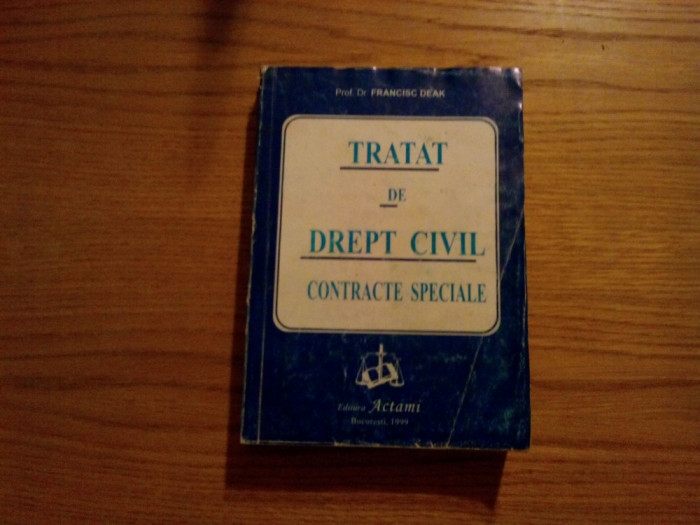 Prof. Dr. FRANCISC DEAK
TRATAT
DE
DREPT CIVIL
CONTRACTE SPECIALE
Editura Actami
București, 1999